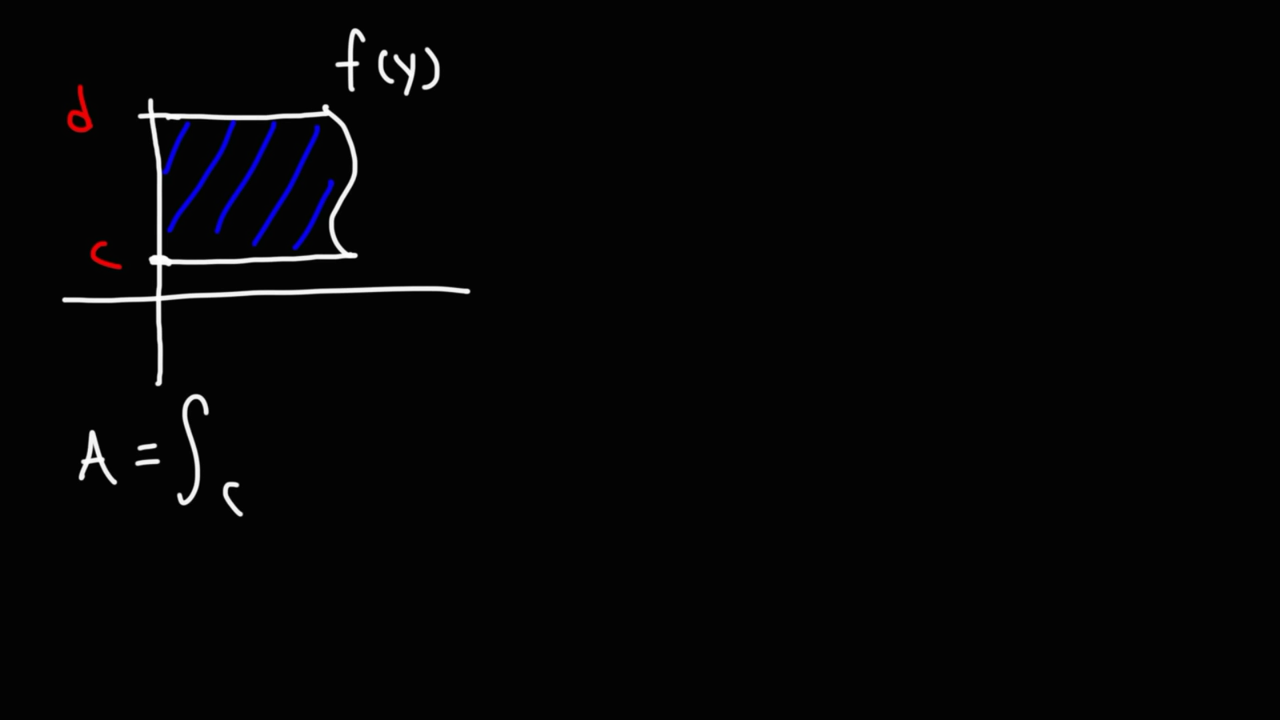 f(y)
d
c
A = ∫c